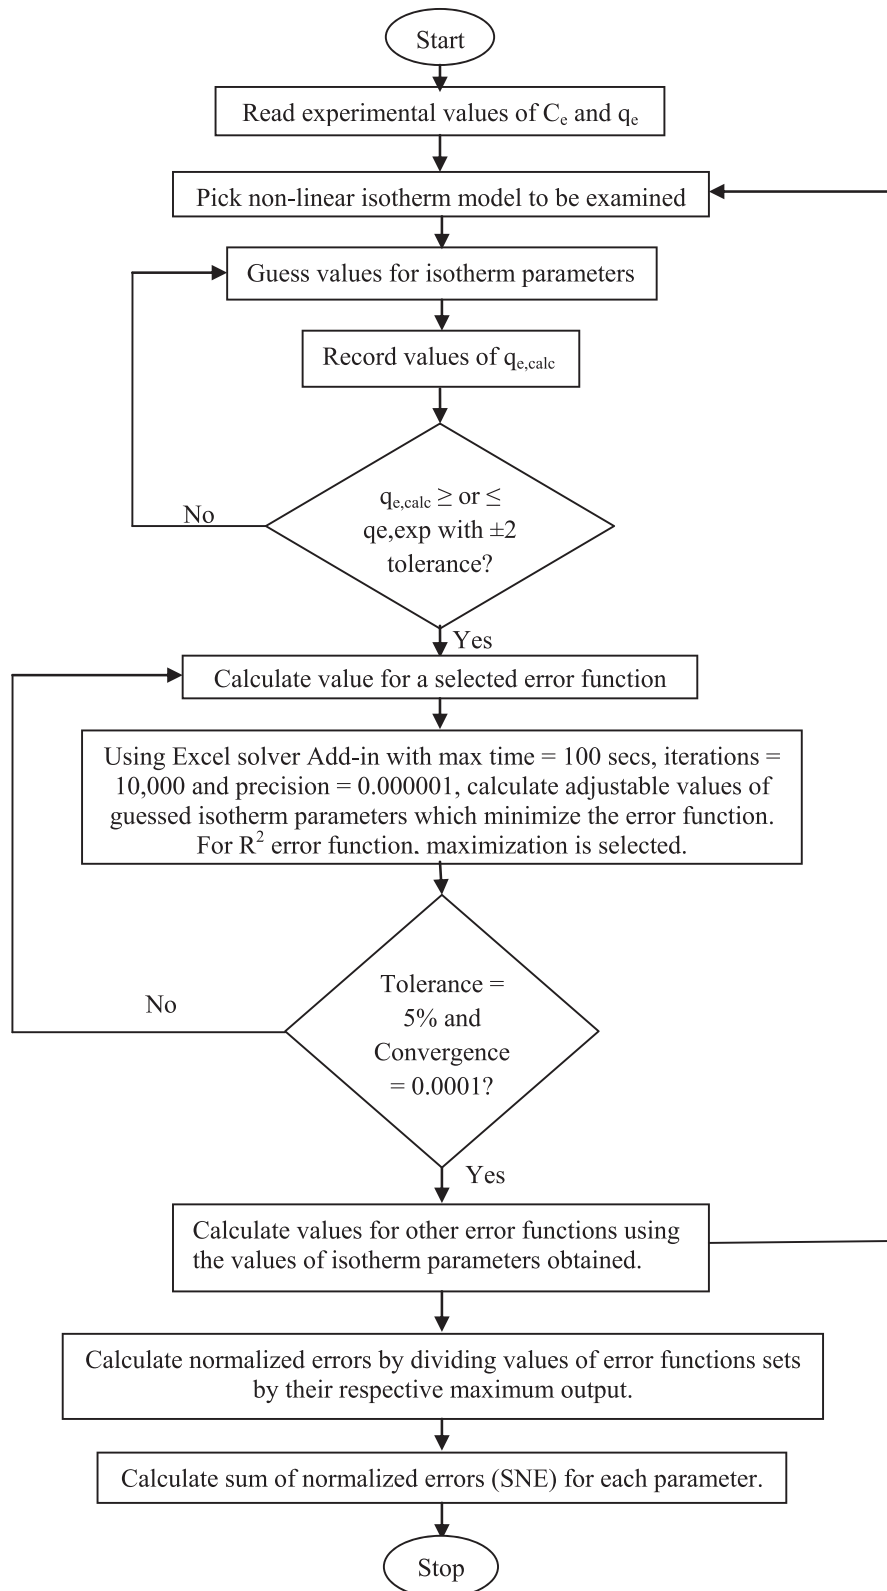 Start
Read experimental values of Cₑ and qₑ
Pick non-linear isotherm model to be examined
Guess values for isotherm parameters
Record values of qe,calc
qe,calc ≥ or ≤
qe,exp with ±2
tolerance?
No
Yes
Calculate value for a selected error function
Using Excel solver Add-in with max time = 100 secs, iterations =
10,000 and precision = 0.000001, calculate adjustable values of
guessed isotherm parameters which minimize the error function.
For R² error function, maximization is selected.
Tolerance =
5% and
Convergence
= 0.0001?
No
Yes
Calculate values for other error functions using
the values of isotherm parameters obtained.
Calculate normalized errors by dividing values of error functions sets
by their respective maximum output.
Calculate sum of normalized errors (SNE) for each parameter.
Stop